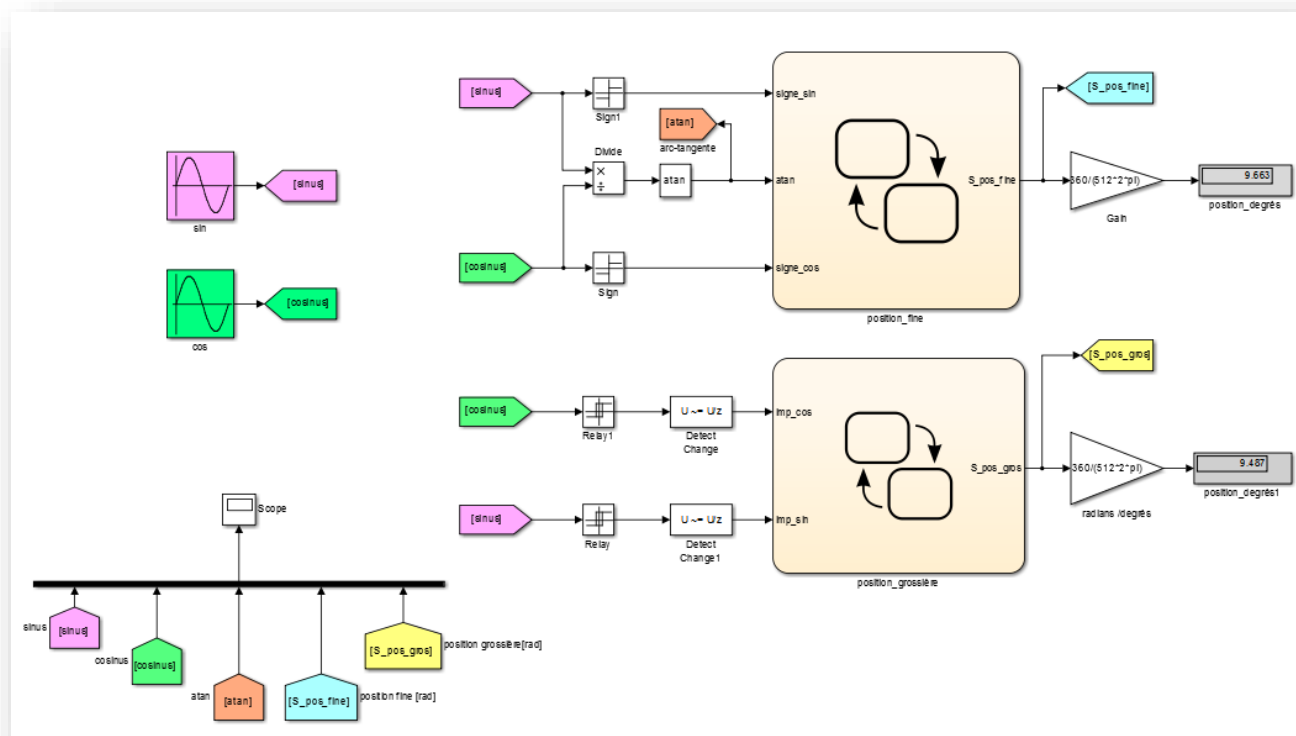 [sinus]
sin
[cosinus]
cos
[sinus]
Sign1
[atan]
arc-tangente
Divide
×
÷
atan
[cosinus]
Sign
signe_sin
atan
signe_cos
S_pos_fine
position_fine
[S_pos_fine]
360/(512*2*pi)
Gain
9.663
position_degrés
[cosinus]
Relay1
U ~= U/z
Detect
Change
[sinus]
Relay
U ~= U/z
Detect
Change1
imp_cos
imp_sin
S_pos_gros
position_grossière
[S_pos_gros]
360/(512*2*pi)
radians /degrés
9.487
position_degrés1
Scope
sinus
[sinus]
cosinus
[cosinus]
atan
[atan]
[S_pos_fine]
position fine [rad]
[S_pos_gros]
position grossière[rad]